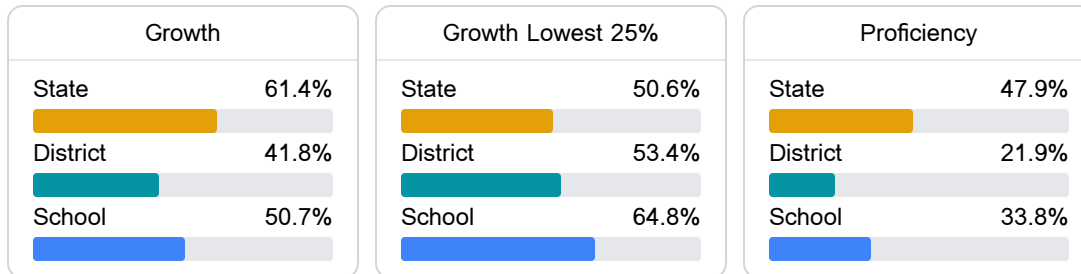 Growth
State 61.4%
District 41.8%
School 50.7%
Growth Lowest 25%
State 50.6%
District 53.4%
School 64.8%
Proficiency
State 47.9%
District 21.9%
School 33.8%